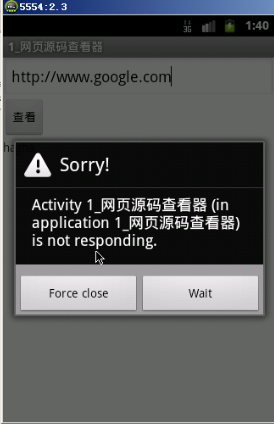 5554:2.3
3G
1:40
1_网页源码查看器
http://www.google.com
查看
Sorry!
Activity 1_网页源码查看器 (in
application 1_网页源码查看器)
is not responding.
Force close
Wait